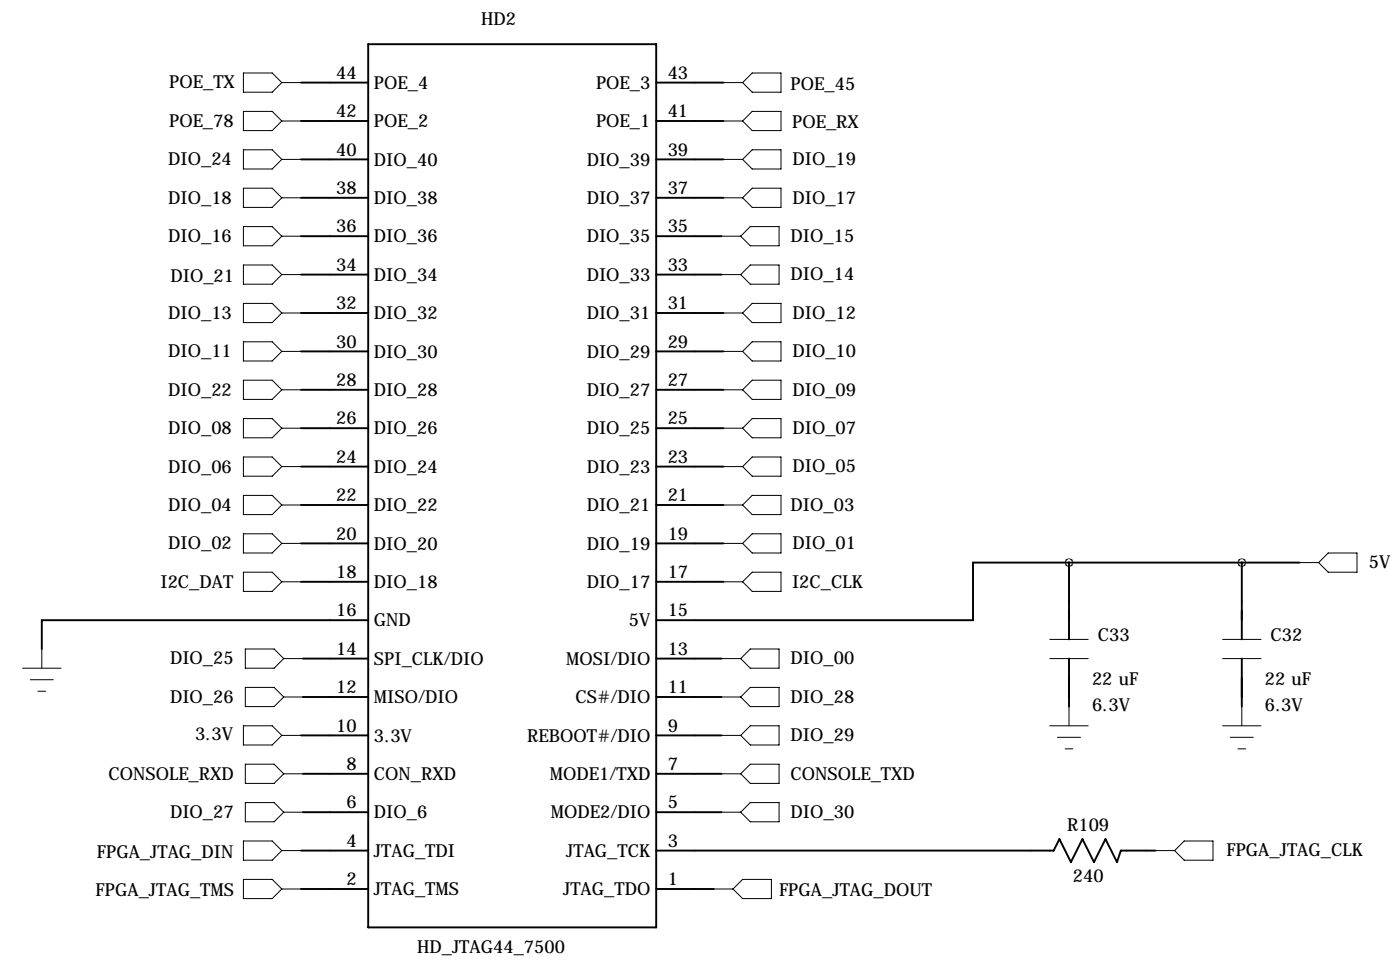 HD2
POE_TX 44 POE_4 POE_3 43 POE_45
POE_78 42 POE_2 POE_1 41 POE_RX
DIO_24 40 DIO_40 DIO_39 39 DIO_19
DIO_18 38 DIO_38 DIO_37 37 DIO_17
DIO_16 36 DIO_36 DIO_35 35 DIO_15
DIO_21 34 DIO_34 DIO_33 33 DIO_14
DIO_13 32 DIO_32 DIO_31 31 DIO_12
DIO_11 30 DIO_30 DIO_29 29 DIO_10
DIO_22 28 DIO_28 DIO_27 27 DIO_09
DIO_08 26 DIO_26 DIO_25 25 DIO_07
DIO_06 24 DIO_24 DIO_23 23 DIO_05
DIO_04 22 DIO_22 DIO_21 21 DIO_03
DIO_02 20 DIO_20 DIO_19 19 DIO_01
5V
I2C_DAT 18 DIO_18 DIO_17 17 I2C_CLK
16 GND 5V 15
C33 C32
DIO_25 14 SPI_CLK/DIO MOSI/DIO 13 DIO_00
22 uF 22 uF
DIO_26 12 MISO/DIO CS#/DIO 11 DIO_28
6.3V 6.3V
3.3V 10 3.3V REBOOT#/DIO 9 DIO_29
CONSOLE_RXD 8 CON_RXD MODE1/TXD 7 CONSOLE_TXD
DIO_27 6 DIO_6 MODE2/DIO 5 DIO_30
R109
FPGA_JTAG_DIN 4 JTAG_TDI JTAG_TCK 3 FPGA_JTAG_CLK
240
FPGA_JTAG_TMS 2 JTAG_TMS JTAG_TDO 1 FPGA_JTAG_DOUT
HD_JTAG44_7500